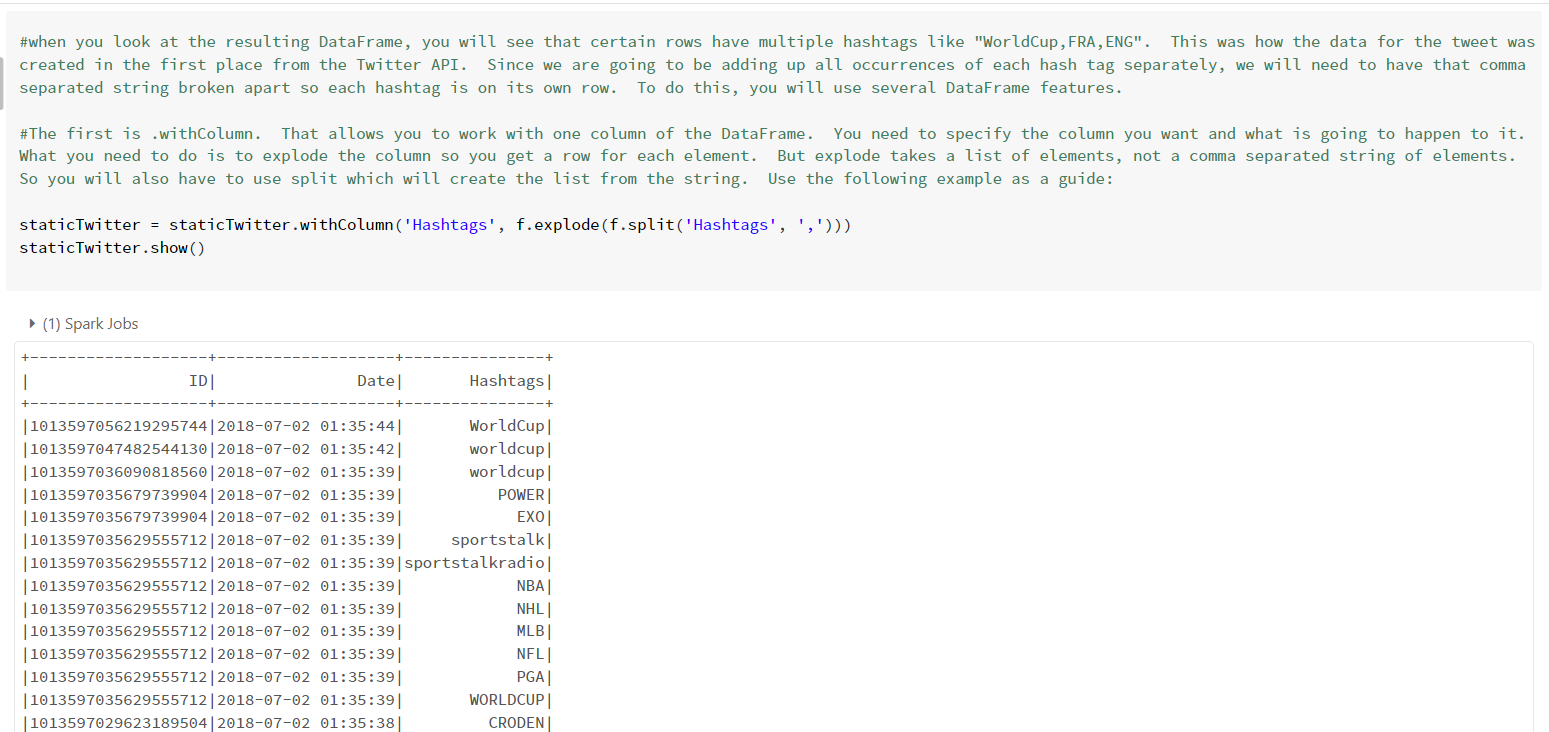 #when you look at the resulting DataFrame, you will see that certain rows have multiple hashtags like "WorldCup,FRA,ENG".  This was how the data for the tweet was
created in the first place from the Twitter API.  Since we are going to be adding up all occurrences of each hash tag separately, we will need to have that comma
separated string broken apart so each hashtag is on its own row.  To do this, you will use several DataFrame features.

#The first is .withColumn.  That allows you to work with one column of the DataFrame.  You need to specify the column you want and what is going to happen to it.
What you need to do is to explode the column so you get a row for each element.  But explode takes a list of elements, not a comma separated string of elements.
So you will also have to use split which will create the list from the string.  Use the following example as a guide:

staticTwitter = staticTwitter.withColumn('Hashtags', f.explode(f.split('Hashtags', ',')))
staticTwitter.show()

(1) Spark Jobs
+-------------------+-------------------+---------------+
|                 ID|               Date|       Hashtags|
+-------------------+-------------------+---------------+
|1013597056219295744|2018-07-02 01:35:44|       WorldCup|
|1013597047482544130|2018-07-02 01:35:42|       worldcup|
|1013597036090818560|2018-07-02 01:35:39|       worldcup|
|1013597035679739904|2018-07-02 01:35:39|          POWER|
|1013597035679739904|2018-07-02 01:35:39|            EXO|
|1013597035629555712|2018-07-02 01:35:39|     sportstalk|
|1013597035629555712|2018-07-02 01:35:39|sportstalkradio|
|1013597035629555712|2018-07-02 01:35:39|            NBA|
|1013597035629555712|2018-07-02 01:35:39|            NHL|
|1013597035629555712|2018-07-02 01:35:39|            MLB|
|1013597035629555712|2018-07-02 01:35:39|            NFL|
|1013597035629555712|2018-07-02 01:35:39|            PGA|
|1013597035629555712|2018-07-02 01:35:39|       WORLDCUP|
|1013597029623189504|2018-07-02 01:35:38|         CRODEN|